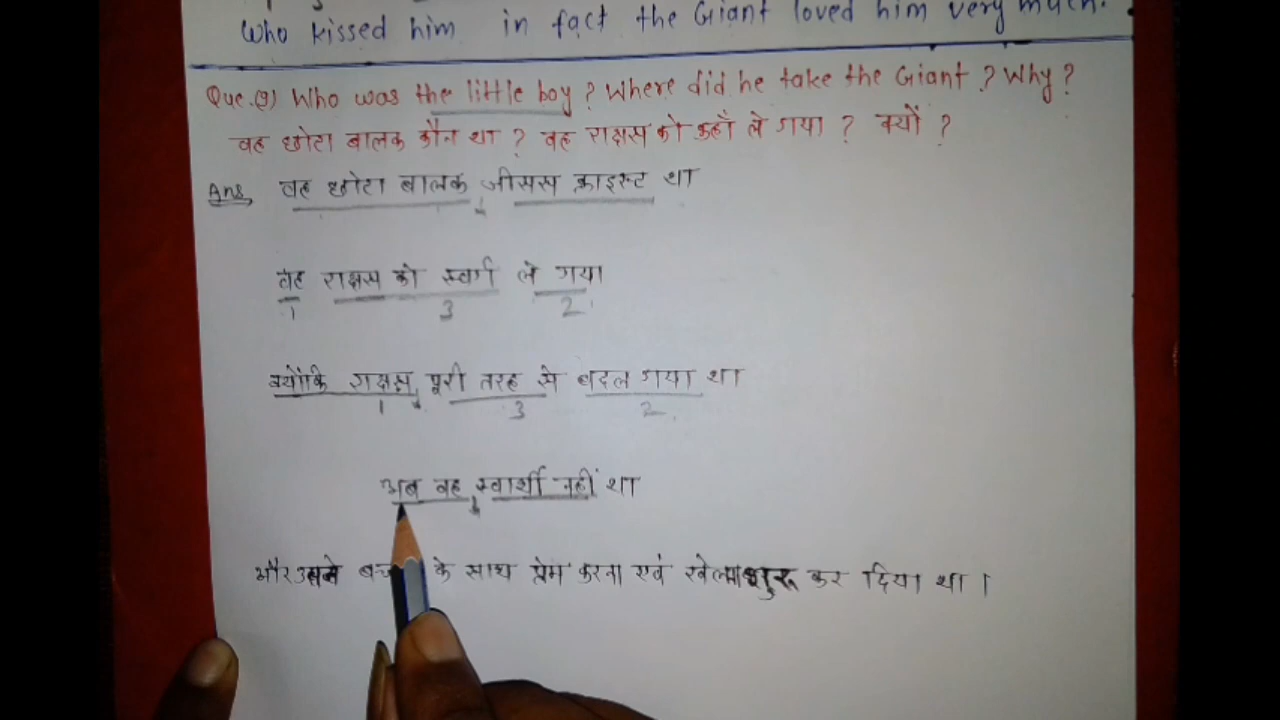 Who kissed him in fact the Giant loved him very much.
Que.(9) Who was the little boy? Where did he take the Giant? Why?
वह छोटा बालक कौन था? वह राक्षस को कहाँ ले गया? क्यों?
Ans, वह छोटा बालक जीसस क्राइस्ट था
वह राक्षस को स्वर्ग ले गया
1 3 2
क्योंकि राक्षस पूरी तरह से बदल गया था
1 3 2
अब वह स्वार्थी नहीं था
और उसने के साथ प्रेम करना एवं खेलना शुरू कर दिया था।